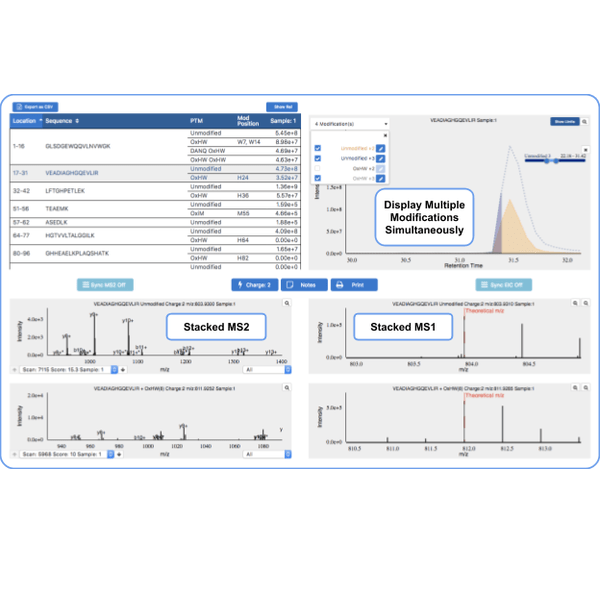 Export as CSV
Show Ref
Location Sequence PTM Mod Position Sample: 1
Unmodified 5.45e+8
1-16 GLSDGEWQQVLNVWGK OxHW W7, W14 8.98e+7
DANQ OxHW 4.69e+7
OxHW OxHW 4.63e+7
17-31 VEADIAGHGQEVLIR Unmodified 4.73e+8
OxHW H24 3.52e+7
32-42 LFTGHPETLEK Unmodified 1.36e+9
OxHW H36 5.57e+7
51-56 TEAEMK Unmodified 1.59e+5
OxIM M55 4.66e+5
57-62 ASEDLK Unmodified 1.88e+5
64-77 HGTVVLTALGGILK Unmodified 4.09e+8
OxHW H64 0.00e+0
80-96 GHHEAELKPLAQSHATK Unmodified 1.65e+7
OxHW H82 0.00e+0
4 Modification(s)
VEADIAGHGQEVLIR Sample:1
Show Limits
Unmodified +2
Unmodified +3
OxHW +2
OxHW +3
Unmodified 3 32.14 - 31.42
Intensity
1.5e+8
1.0e+8
5.0e+7
0.0e+0
30.0 30.5 31.0 31.5 32.0
Retention Time
Display Multiple
Modifications
Simultaneously
Sync MS2 Off
Charge: 2
Notes
Print
Sync SIC Off
VEADIAGHGQEVLIR Unmodified Charge:2 m/z:803.9300 Sample:1
Intensity
4.0e+3
2.0e+3
0.0e+0
1000 1100 1200 1300 1400
m/z
Stacked MS2
Scan: 7115 Score: 15.3 Sample: 1
All
VEADIAGHGQEVLIR Unmodified Charge:2 m/z:803.9310 Sample:1
Theoretical m/z
Intensity
1.0e+8
0.0e+0
803.0 803.5 804.0 804.5
m/z
Stacked MS1
VEADIAGHGQEVLIR + OxHW(8) Charge:2 m/z:811.9252 Sample:1
Intensity
2.0e+4
1.0e+4
0.0e+0
940 960 980 1000 1020 1040 1060 1080
m/z
Scan: 5968 Score: 10 Sample: 1
All
VEADIAGHGQEVLIR + OxHW(8) Charge:2 m/z:811.9285 Sample:1
Theoretical m/z
Intensity
5.0e+6
0.0e+0
810.5 811.0 811.5 812.0 812.5 813.0
m/z